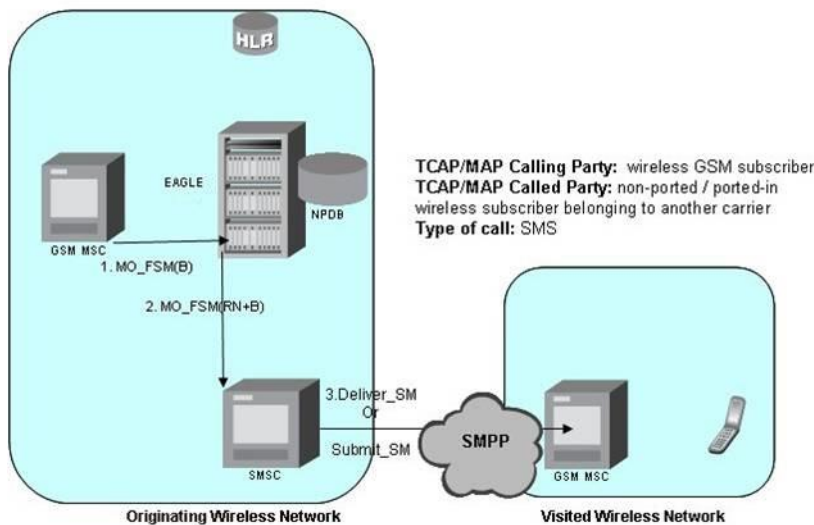 HLR
EAGLE
NPDB
GSM MSC
1. MO_FSM(B)
2. MO_FSM(RN+B)
SMSC
3.Deliver_SM
Or
Submit_SM
SMPP
TCAP/MAP Calling Party: wireless GSM subscriber
TCAP/MAP Called Party: non-ported / ported-in
wireless subscriber belonging to another carrier
Type of call: SMS
GSM MSC
Originating Wireless Network
Visited Wireless Network